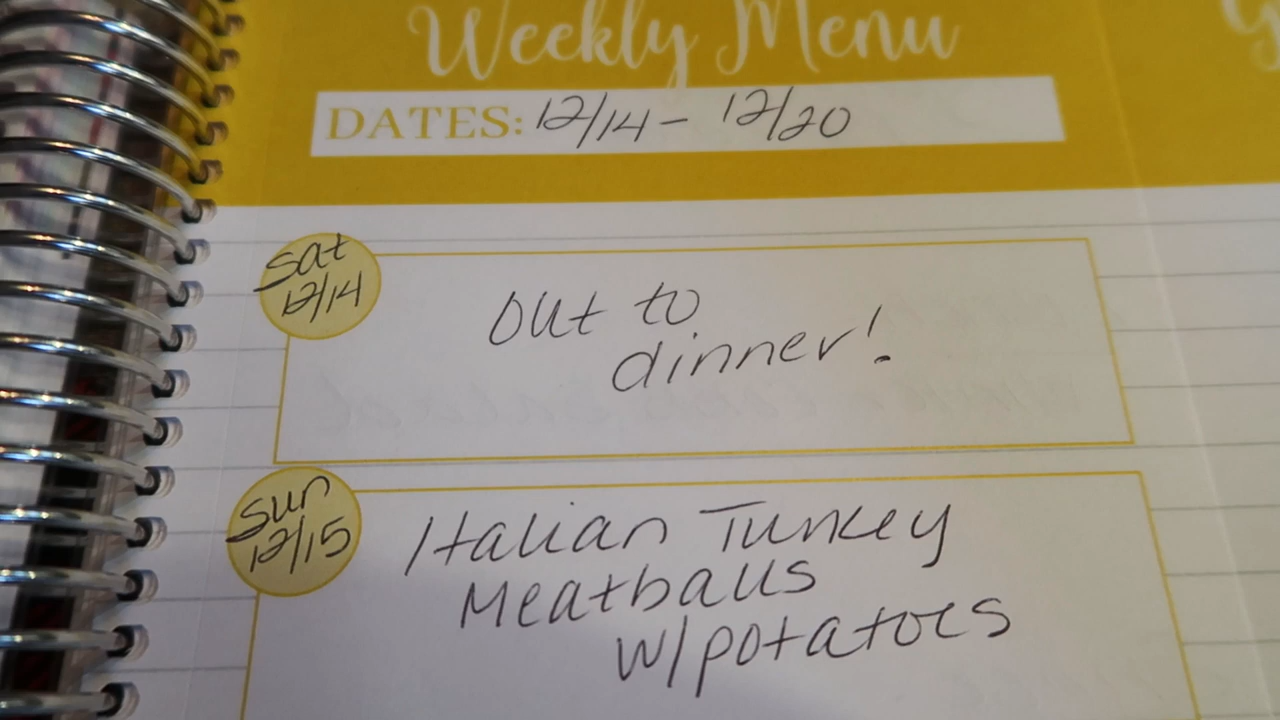 Weekly Menu
DATES: 12/14 - 12/20
Sat
12/14
Out to
dinner!
Sun
12/15
Italian Turkey
Meatballs
w/potatoes